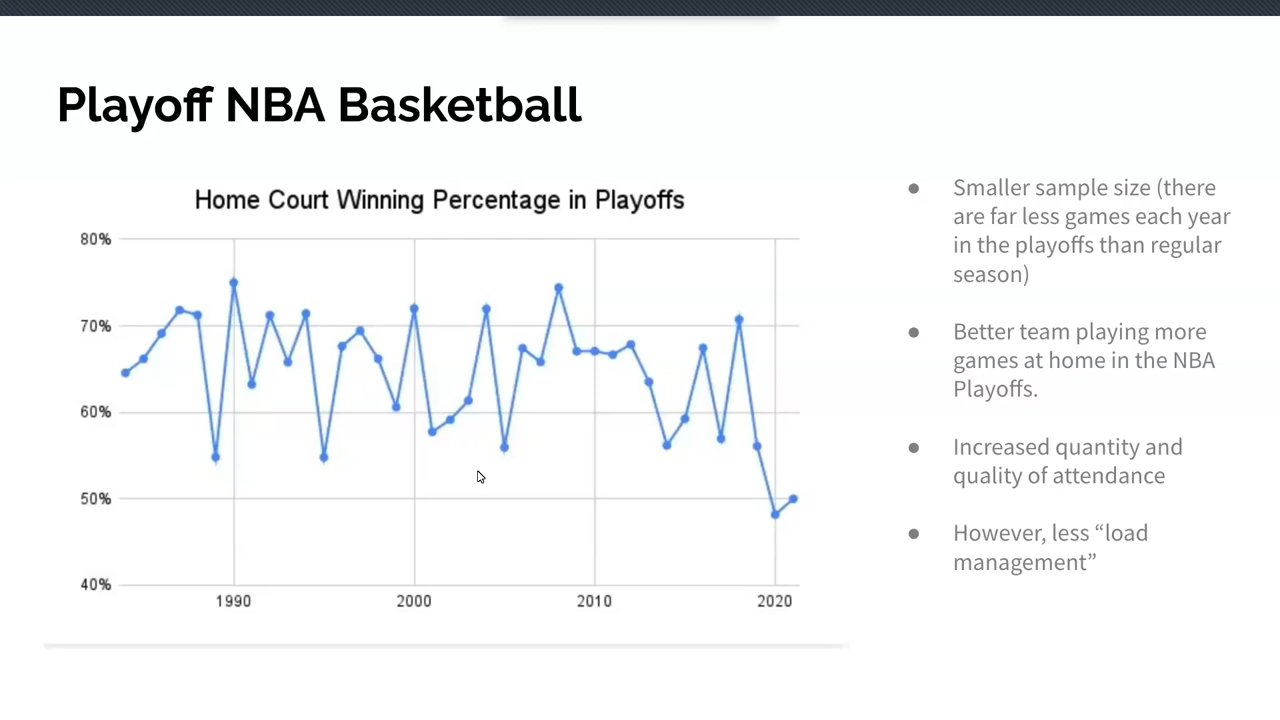 Playoff NBA Basketball
Home Court Winning Percentage in Playoffs
80%
70%
60%
50%
40%
1990
2000
2010
2020
● Smaller sample size (there
are far less games each year
in the playoffs than regular
season)
● Better team playing more
games at home in the NBA
Playoffs.
● Increased quantity and
quality of attendance
● However, less “load
management”